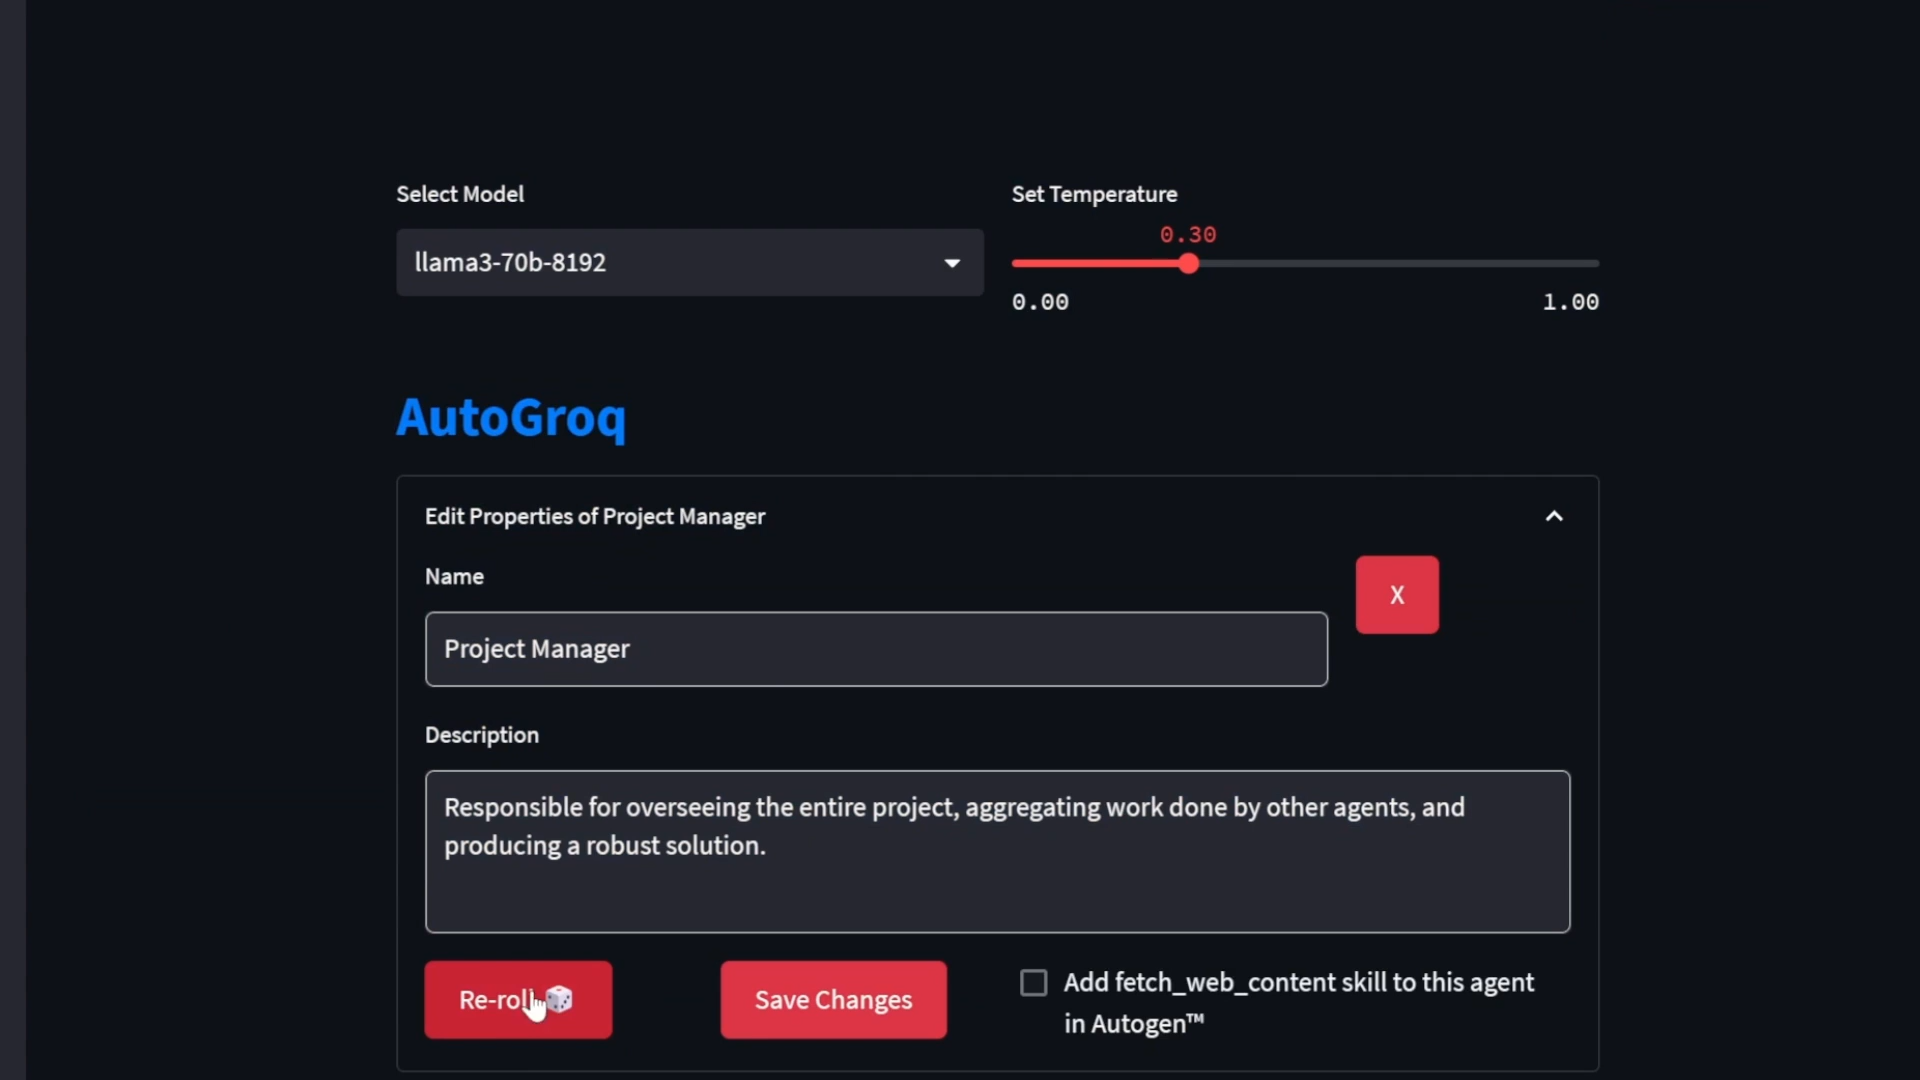 Select Model
Set Temperature
0.30
llama3-70b-8192
0.00
1.00
AutoGroq
Edit Properties of Project Manager
Name
X
Project Manager
Description
Responsible for overseeing the entire project, aggregating work done by other agents, and
producing a robust solution.
Re-roll
Save Changes
Add fetch_web_content skill to this agent
in Autogen™